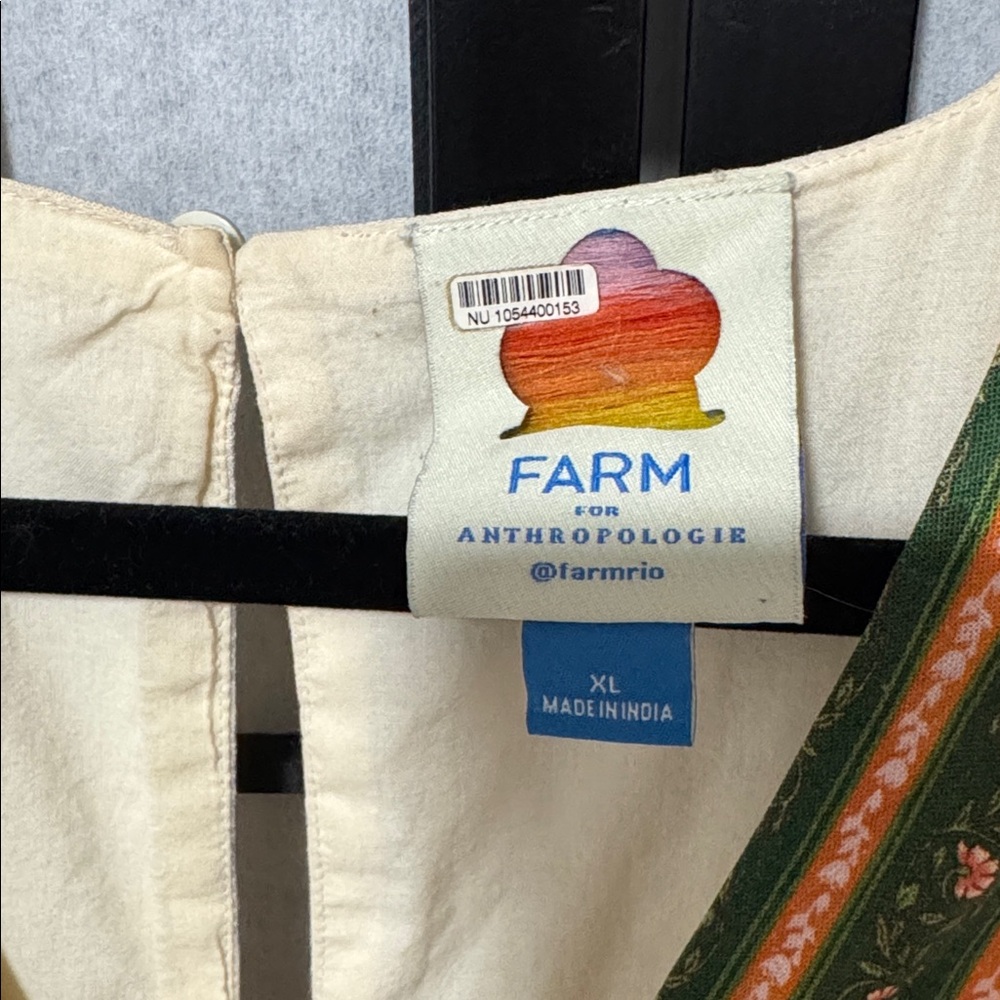 NU 1054400153
FARM
FOR
ANTHROPOLOGIE
@farmrio
XL
MADE IN INDIA